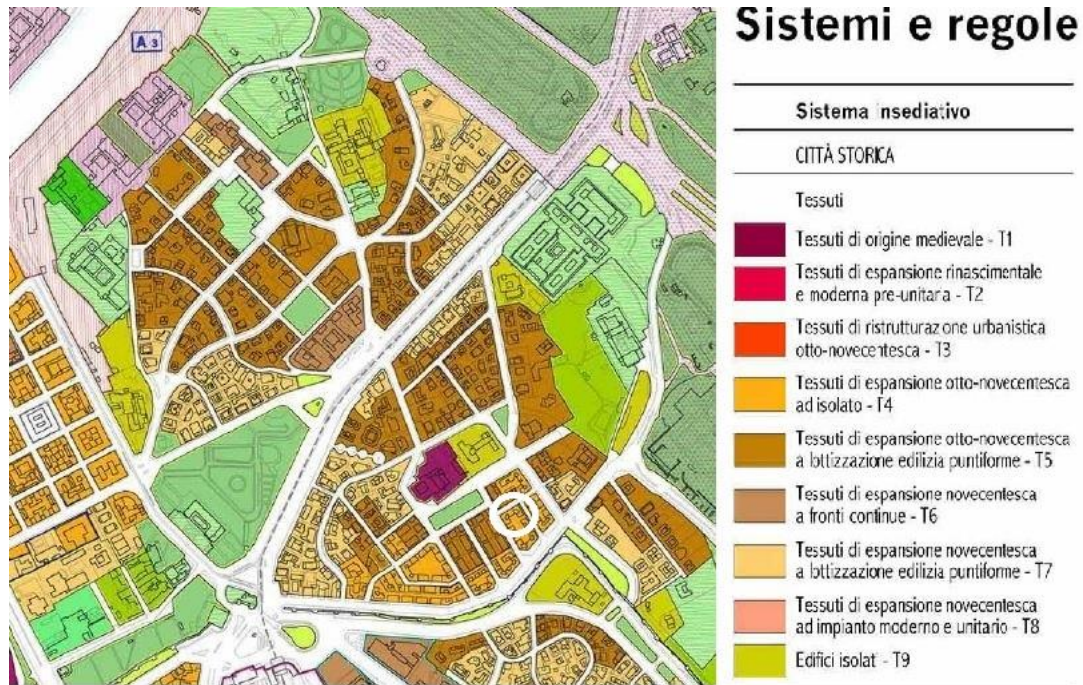 A3
Sistemi e regole
Sistema insediativo
CITTÀ STORICA
Tessuti
Tessuti di origine medievale - T1
Tessuti di espansione rinascimentale
e moderna pre-unitaria - T2
Tessuti di ristrutturazione urbanistica
otto-novecentesca - T3
Tessuti di espansione otto-novecentesca
ad isolato - T4
Tessuti di espansione otto-novecentesca
a lottizzazione edilizia puntiforme - T5
Tessuti di espansione novecentesca
a fronti continue - T6
Tessuti di espansione novecentesca
a lottizzazione edilizia puntiforme - T7
Tessuti di espansione novecentesca
ad impianto moderno e unitario - T8
Edifici isolati - T9